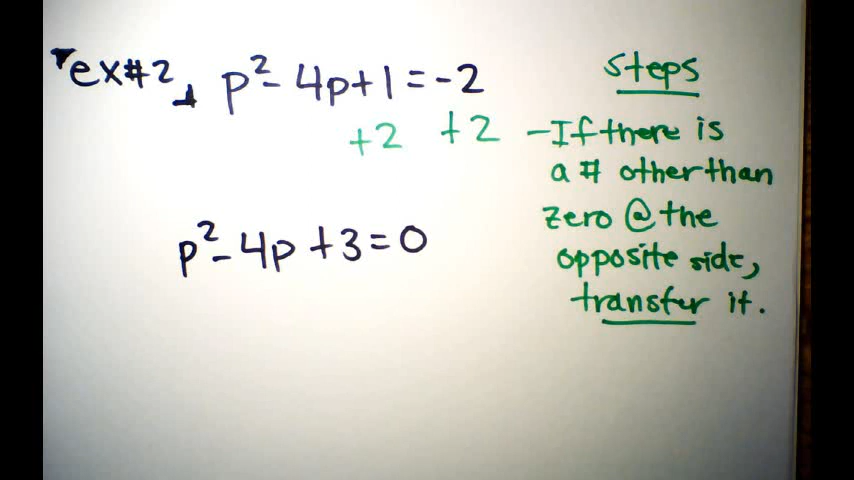 ex#2 p²-4p+1=-2
+2 +2
p²-4p+3=0
Steps
-If there is
a # other than
zero @ the
opposite side,
transfer it.